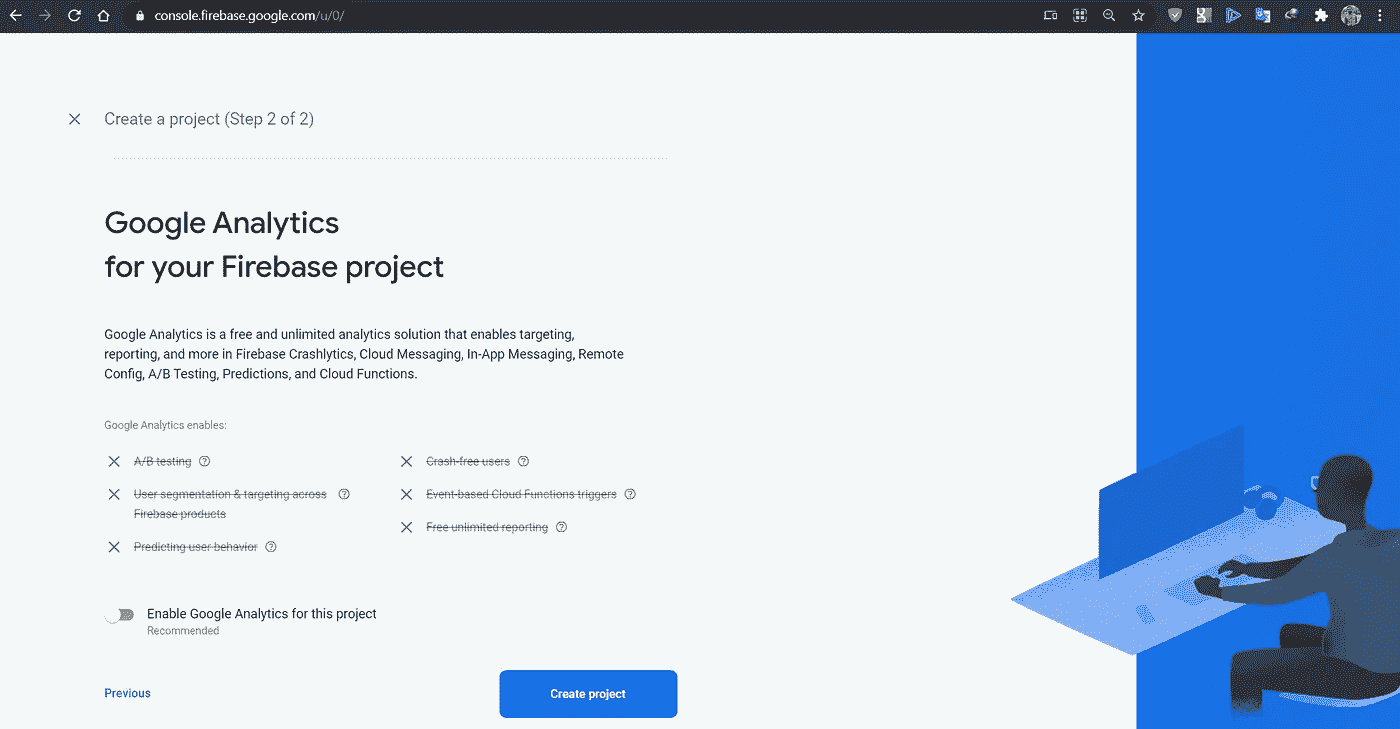 console.firebase.google.com/u/0/
Create a project (Step 2 of 2)
Google Analytics
for your Firebase project
Google Analytics is a free and unlimited analytics solution that enables targeting,
reporting, and more in Firebase Crashlytics, Cloud Messaging, In-App Messaging, Remote
Config, A/B Testing, Predictions, and Cloud Functions.
Google Analytics enables:
A/B testing
User segmentation & targeting across
Firebase products
Predicting user behavior
Crash-free users
Event-based Cloud Functions triggers
Free unlimited reporting
Enable Google Analytics for this project
Recommended
Previous
Create project